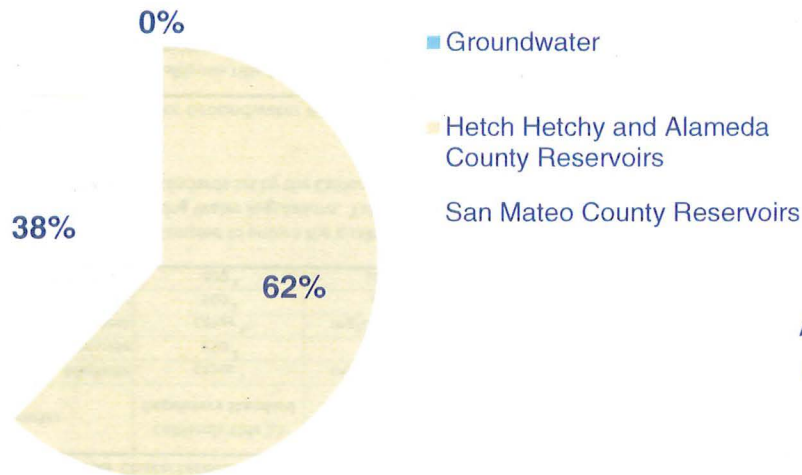 0%
Groundwater
Hetch Hetchy and Alameda
County Reservoirs
San Mateo County Reservoirs
38%
62%